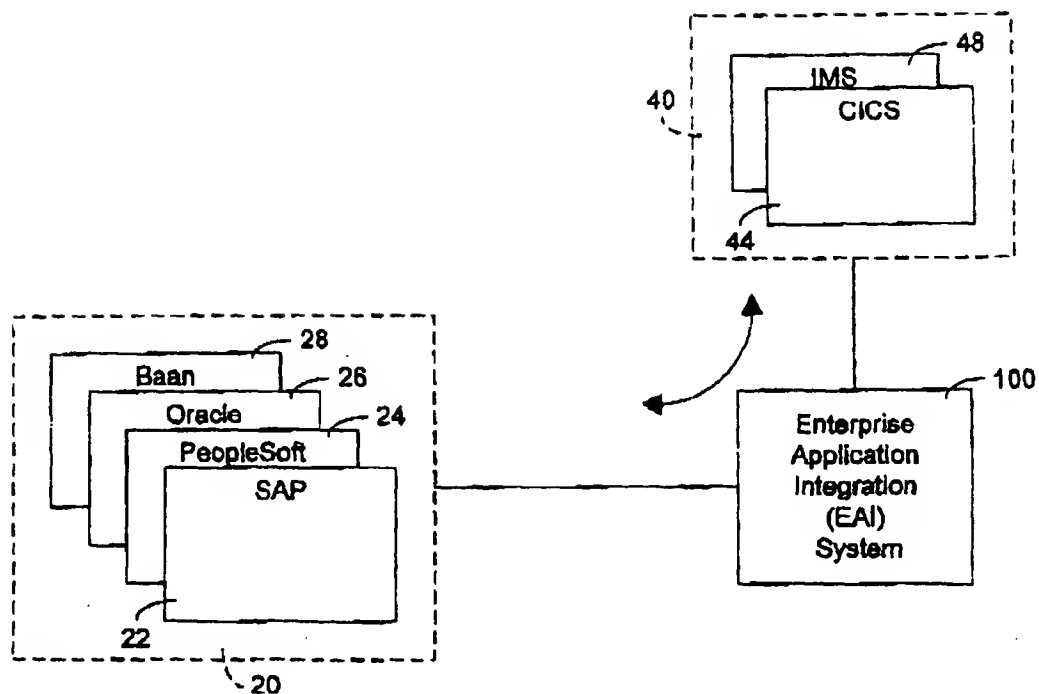 48
IMS
CICS
40
44
28
Baan
26
Oracle
24
PeopleSoft
SAP
22
20
100
Enterprise
Application
Integration
(EAI)
System